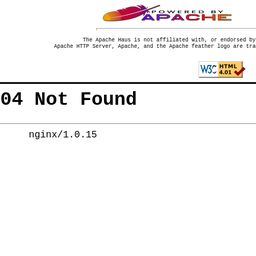 POWERED BY
APACHE
The Apache Haus is not affiliated with, or endorsed by
Apache HTTP Server, Apache, and the Apache feather logo are tra
W3C HTML
4.01
04 Not Found
nginx/1.0.15